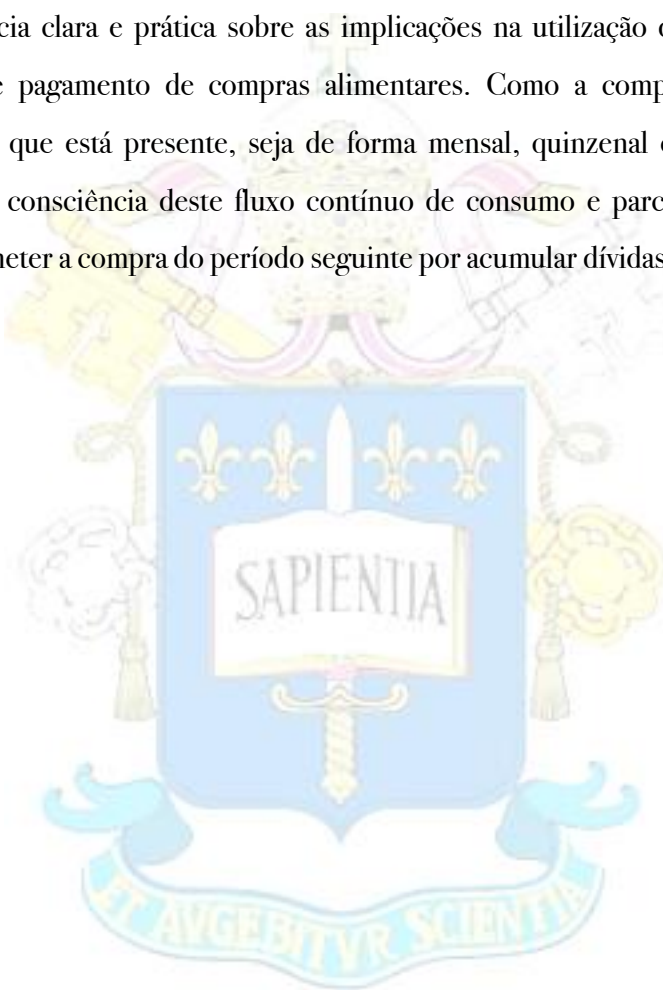 cia clara e prática sobre as implicações na utilização
e pagamento de compras alimentares. Como a comp
que está presente, seja de forma mensal, quinzenal
consciência deste fluxo contínuo de consumo e parc
neter a compra do período seguinte por acumular dívidas
SAPIENTIA
ET AVGEBITVR SCIENTIA